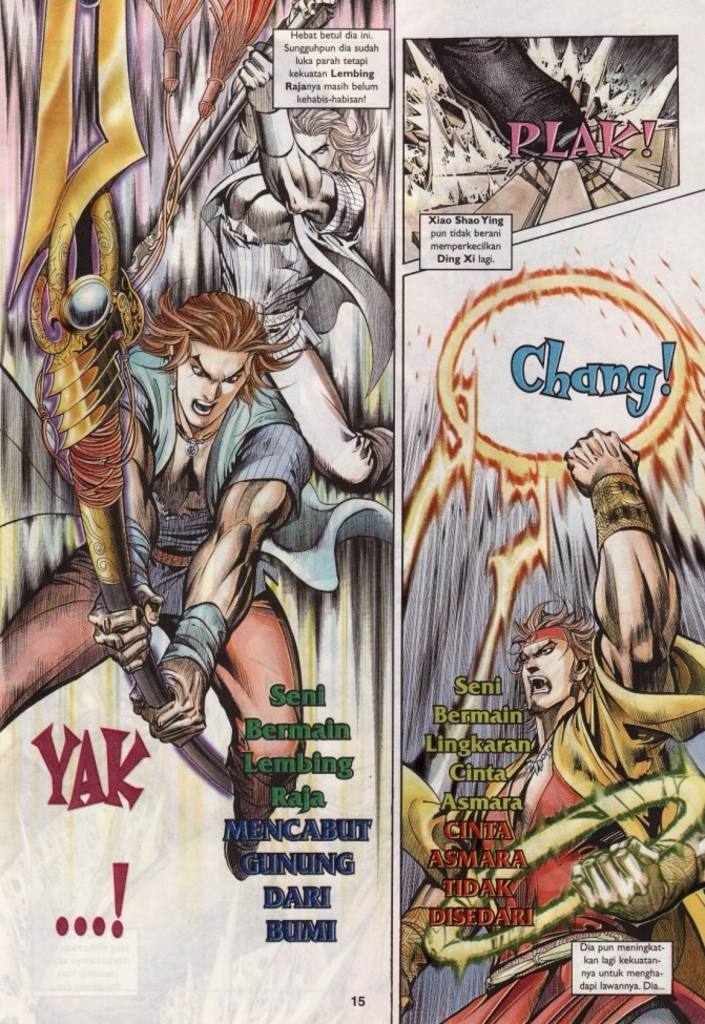 Hebat betul dia ini.
Sungguhpun dia sudah
luka parah tetapi
kekuatan Lembing
Rajanya masih belum
kehabis-habisan!
YAK
...!
Seni
Bermain
Lembing
Raja
MENCABUT
GUNUNG
DARI
BUMI
PLAK!
Xiao Shao Ying
pun tidak berani
memperkecilkan
Ding Xi lagi.
Chang!
Seni
Bermain
Lingkaran
Cinta
Asmara
CINTA
ASMARA
TIDAK
DISEDARI
Dia pun meningkat-
kan lagi kekuatan-
nya untuk mengha-
dapi lawannya. Dia...
15